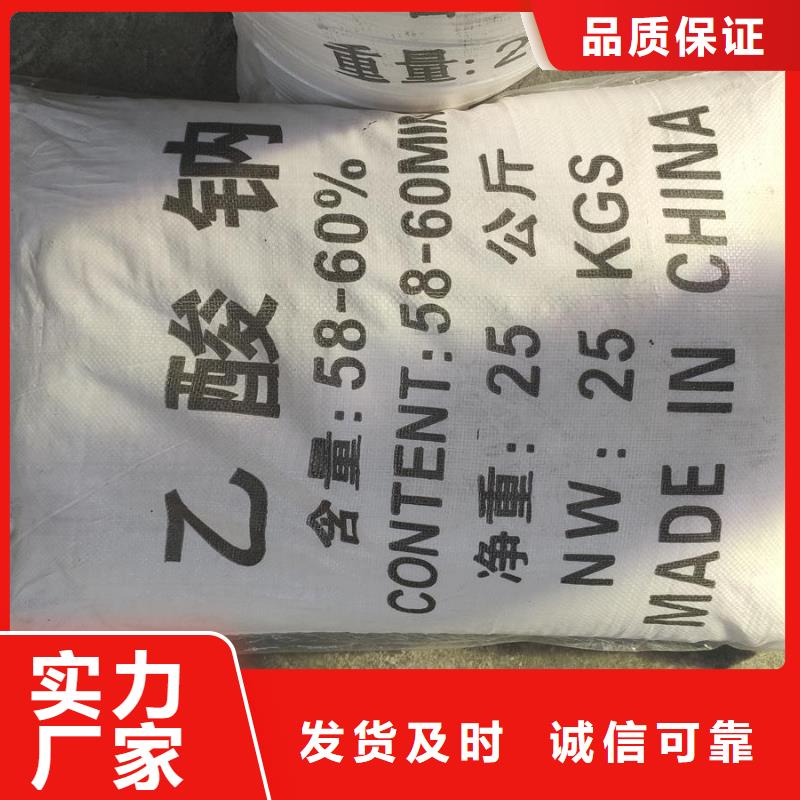 品质保证
重量: 2
乙酸钠
含量:58-60%
CONTENT:58-60MIN
净重: 25 公斤
NW: 25 KGS
MADE IN CHINA
实力
厂家
发货及时 诚信可靠